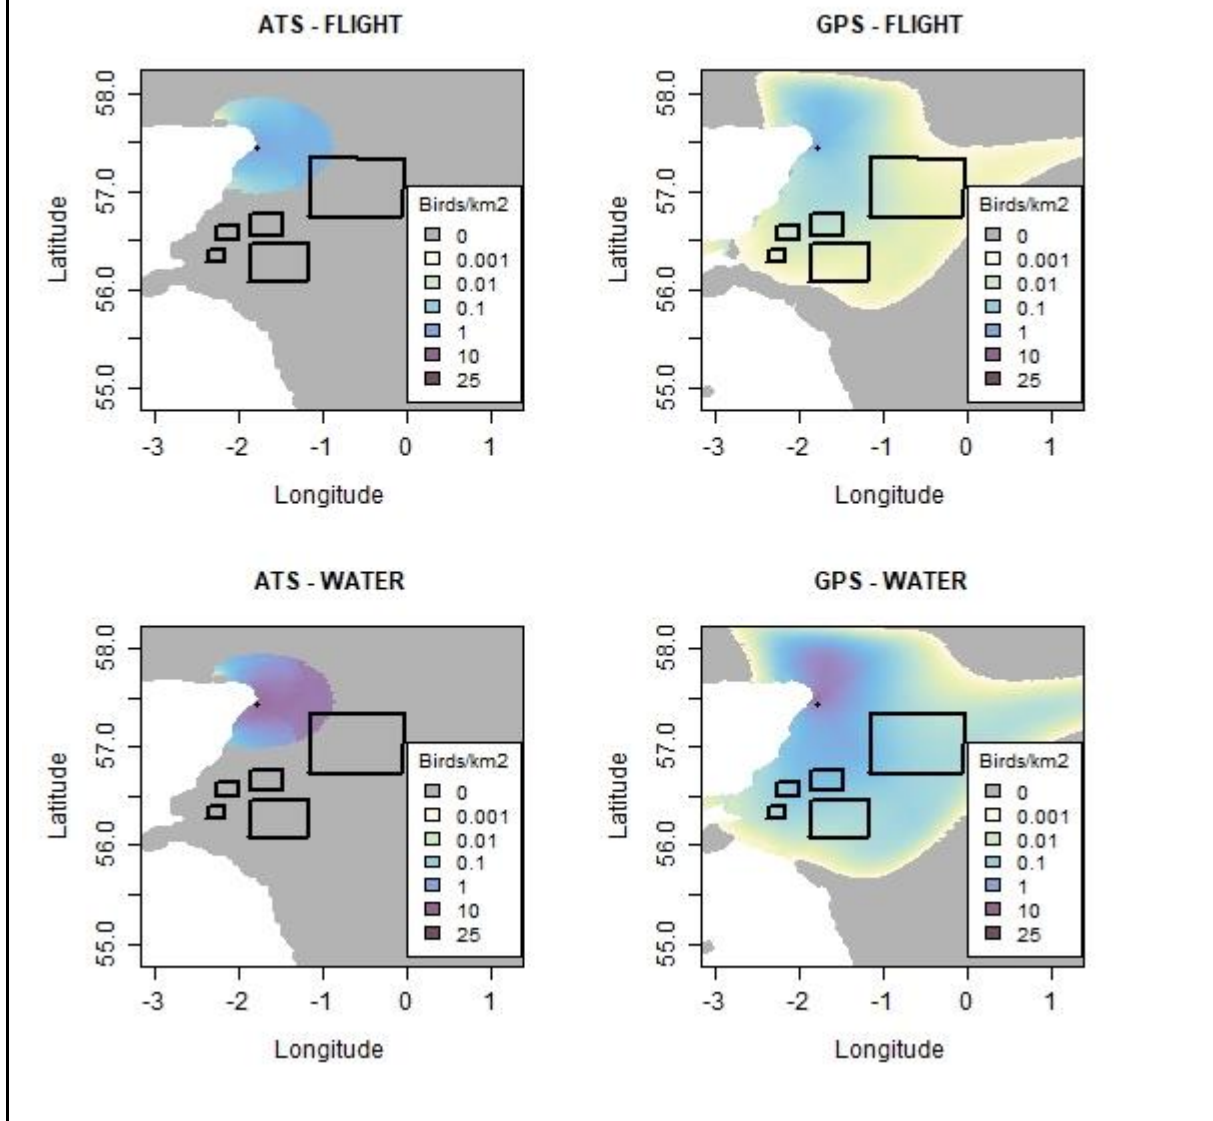 ATS - FLIGHT
58.0
57.0
56.0
55.0
Latitude
Birds/km2
0
0.001
0.01
0.1
1
10
25
-3 -2 -1 0 1
Longitude
GPS - FLIGHT
58.0
57.0
56.0
55.0
Latitude
Birds/km2
0
0.001
0.01
0.1
1
10
25
-3 -2 -1 0 1
Longitude
ATS - WATER
58.0
57.0
56.0
55.0
Latitude
Birds/km2
0
0.001
0.01
0.1
1
10
25
-3 -2 -1 0 1
Longitude
GPS - WATER
58.0
57.0
56.0
55.0
Latitude
Birds/km2
0
0.001
0.01
0.1
1
10
25
-3 -2 -1 0 1
Longitude